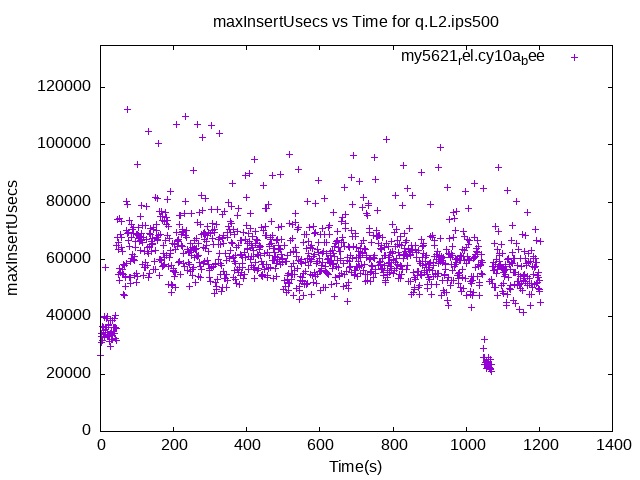 maxInsertUsecs vs Time for q.L2.ips500
my5621rel.cy10abee
maxInsertUsecs
120000
100000
80000
60000
40000
20000
0
0 200 400 600 800 1000 1200 1400
Time(s)